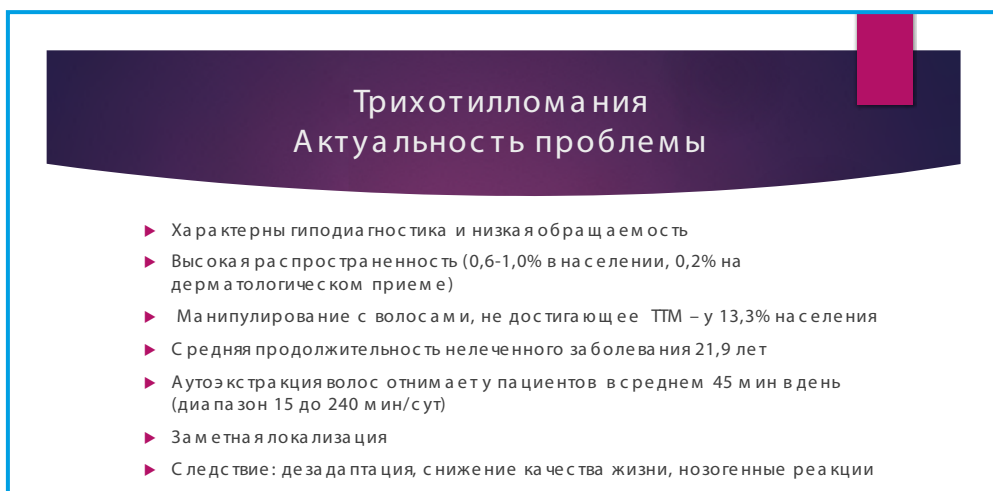 Трихотилломания
Актуальность проблемы
Характерны гиподиагностика и низкая обращаемость
Высокая распространенность (0,6-1,0% в населении, 0,2% на
дерматологическом приеме)
Манипулирование с волосами, не достигающее ТТМ – у 13,3% населения
Средняя продолжительность нелеченного заболевания 21,9 лет
Аутоэкстракция волос отнимает у пациентов в среднем 45 мин в день
(диапазон 15 до 240 мин/сут)
Заметная локализация
Следствие: дезадаптация, снижение качества жизни, нозогенные реакции